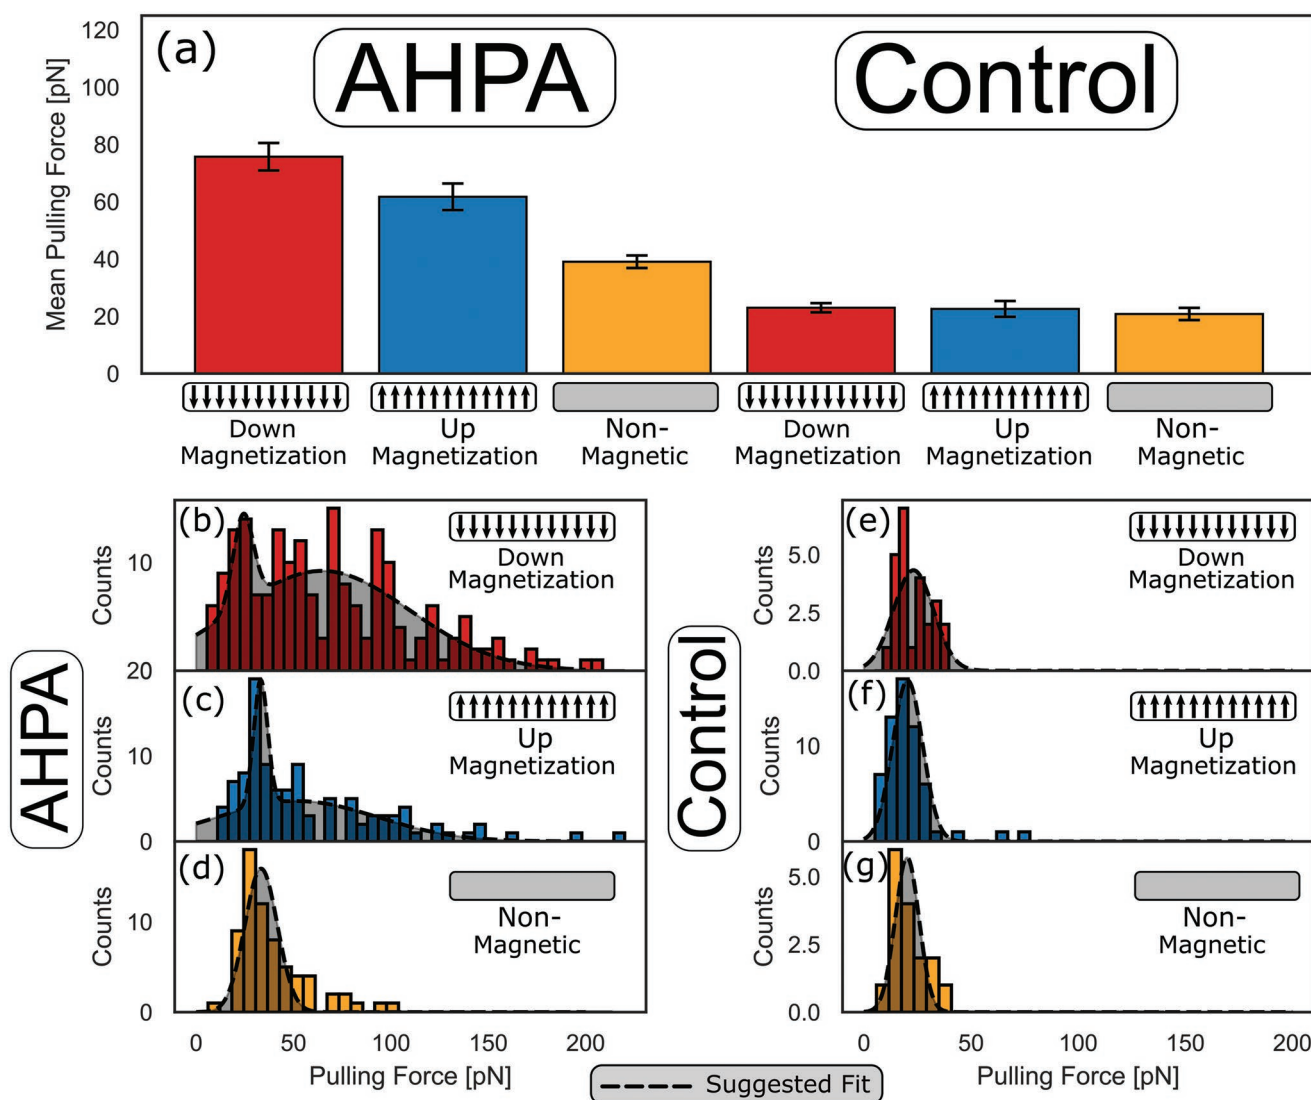 (a)
AHPA
Control
Mean Pulling Force [pN]
120
100
80
60
40
20
0
Down
Magnetization
Up
Magnetization
Non-
Magnetic
Down
Magnetization
Up
Magnetization
Non-
Magnetic
AHPA
(b)
Down
Magnetization
Counts
10
20
(c)
Up
Magnetization
Counts
10
0
(d)
Non-
Magnetic
Counts
10
0
0 50 100 150 200
Pulling Force [pN]
Control
(e)
Down
Magnetization
Counts
5.0
2.5
0.0
(f)
Up
Magnetization
Counts
10
0
(g)
Non-
Magnetic
Counts
5.0
2.5
0.0
0 50 100 150 200
Pulling Force [pN]
Suggested Fit